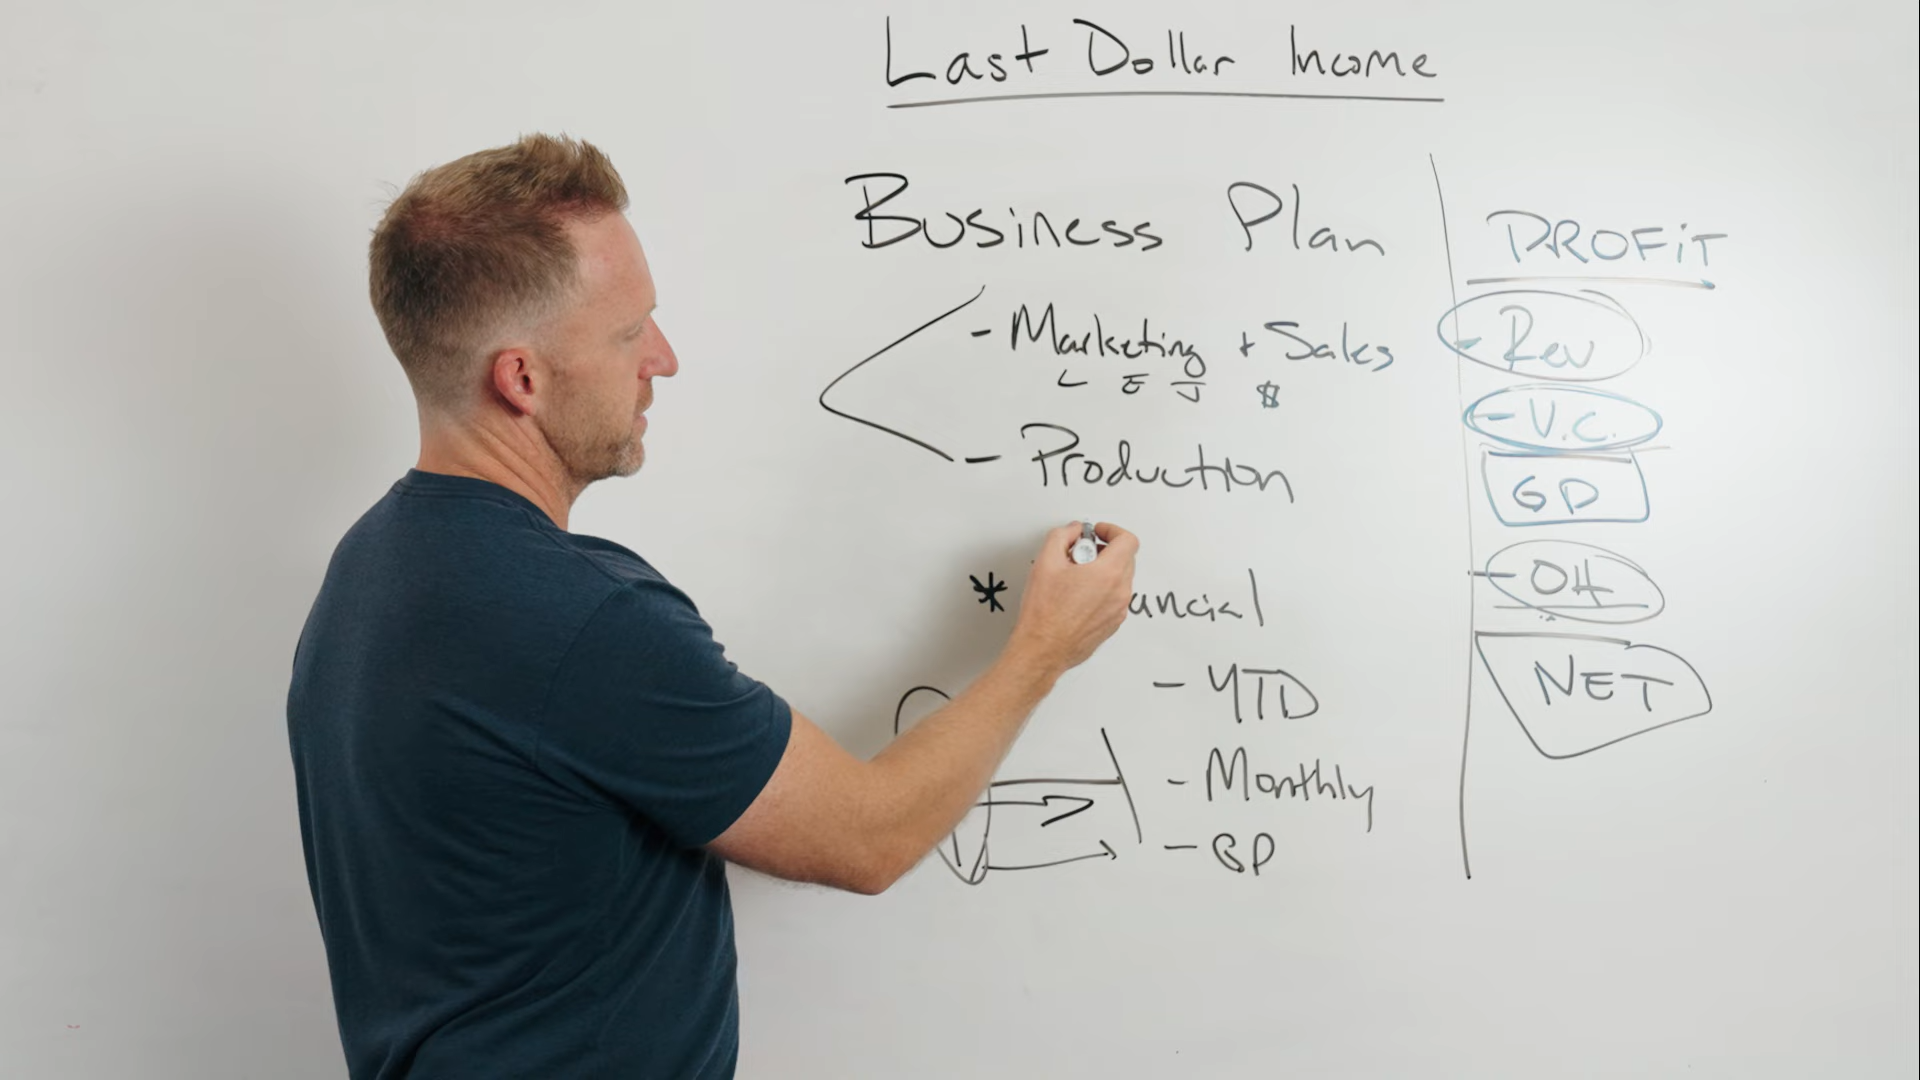 Last Dollar Income
Business Plan
- Marketing + Sales
L E J $
- Production
* ancial
- YTD
- Monthly
- GP
PROFiT
- Rev
- V.C.
GP
- OH
NET